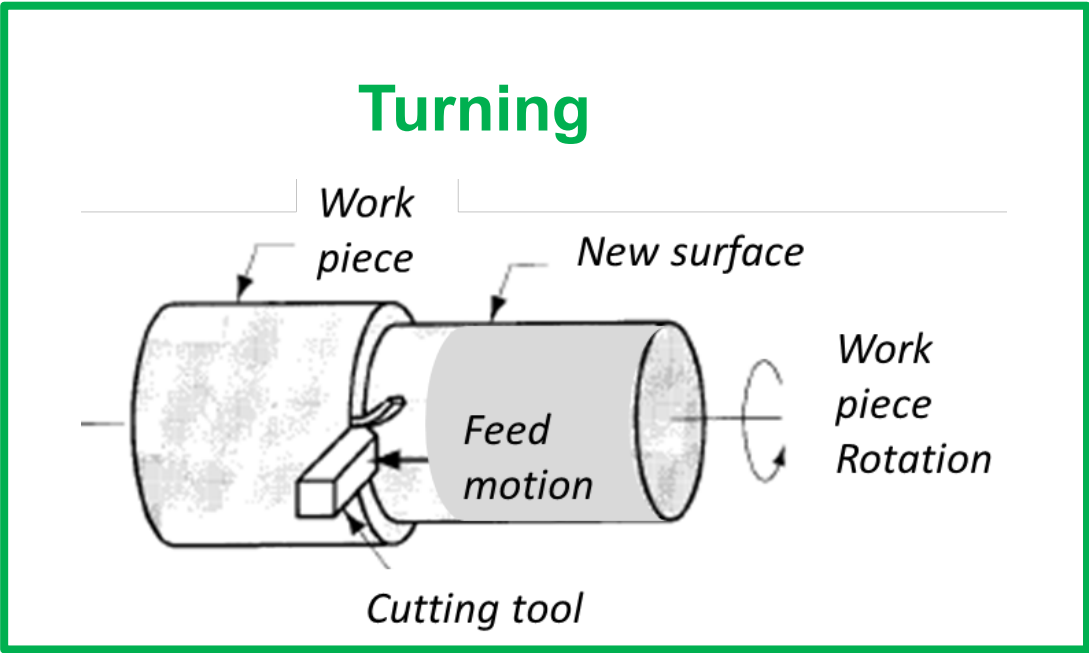 Turning
Work
piece
New surface
Work
piece
Rotation
Feed
motion
Cutting tool